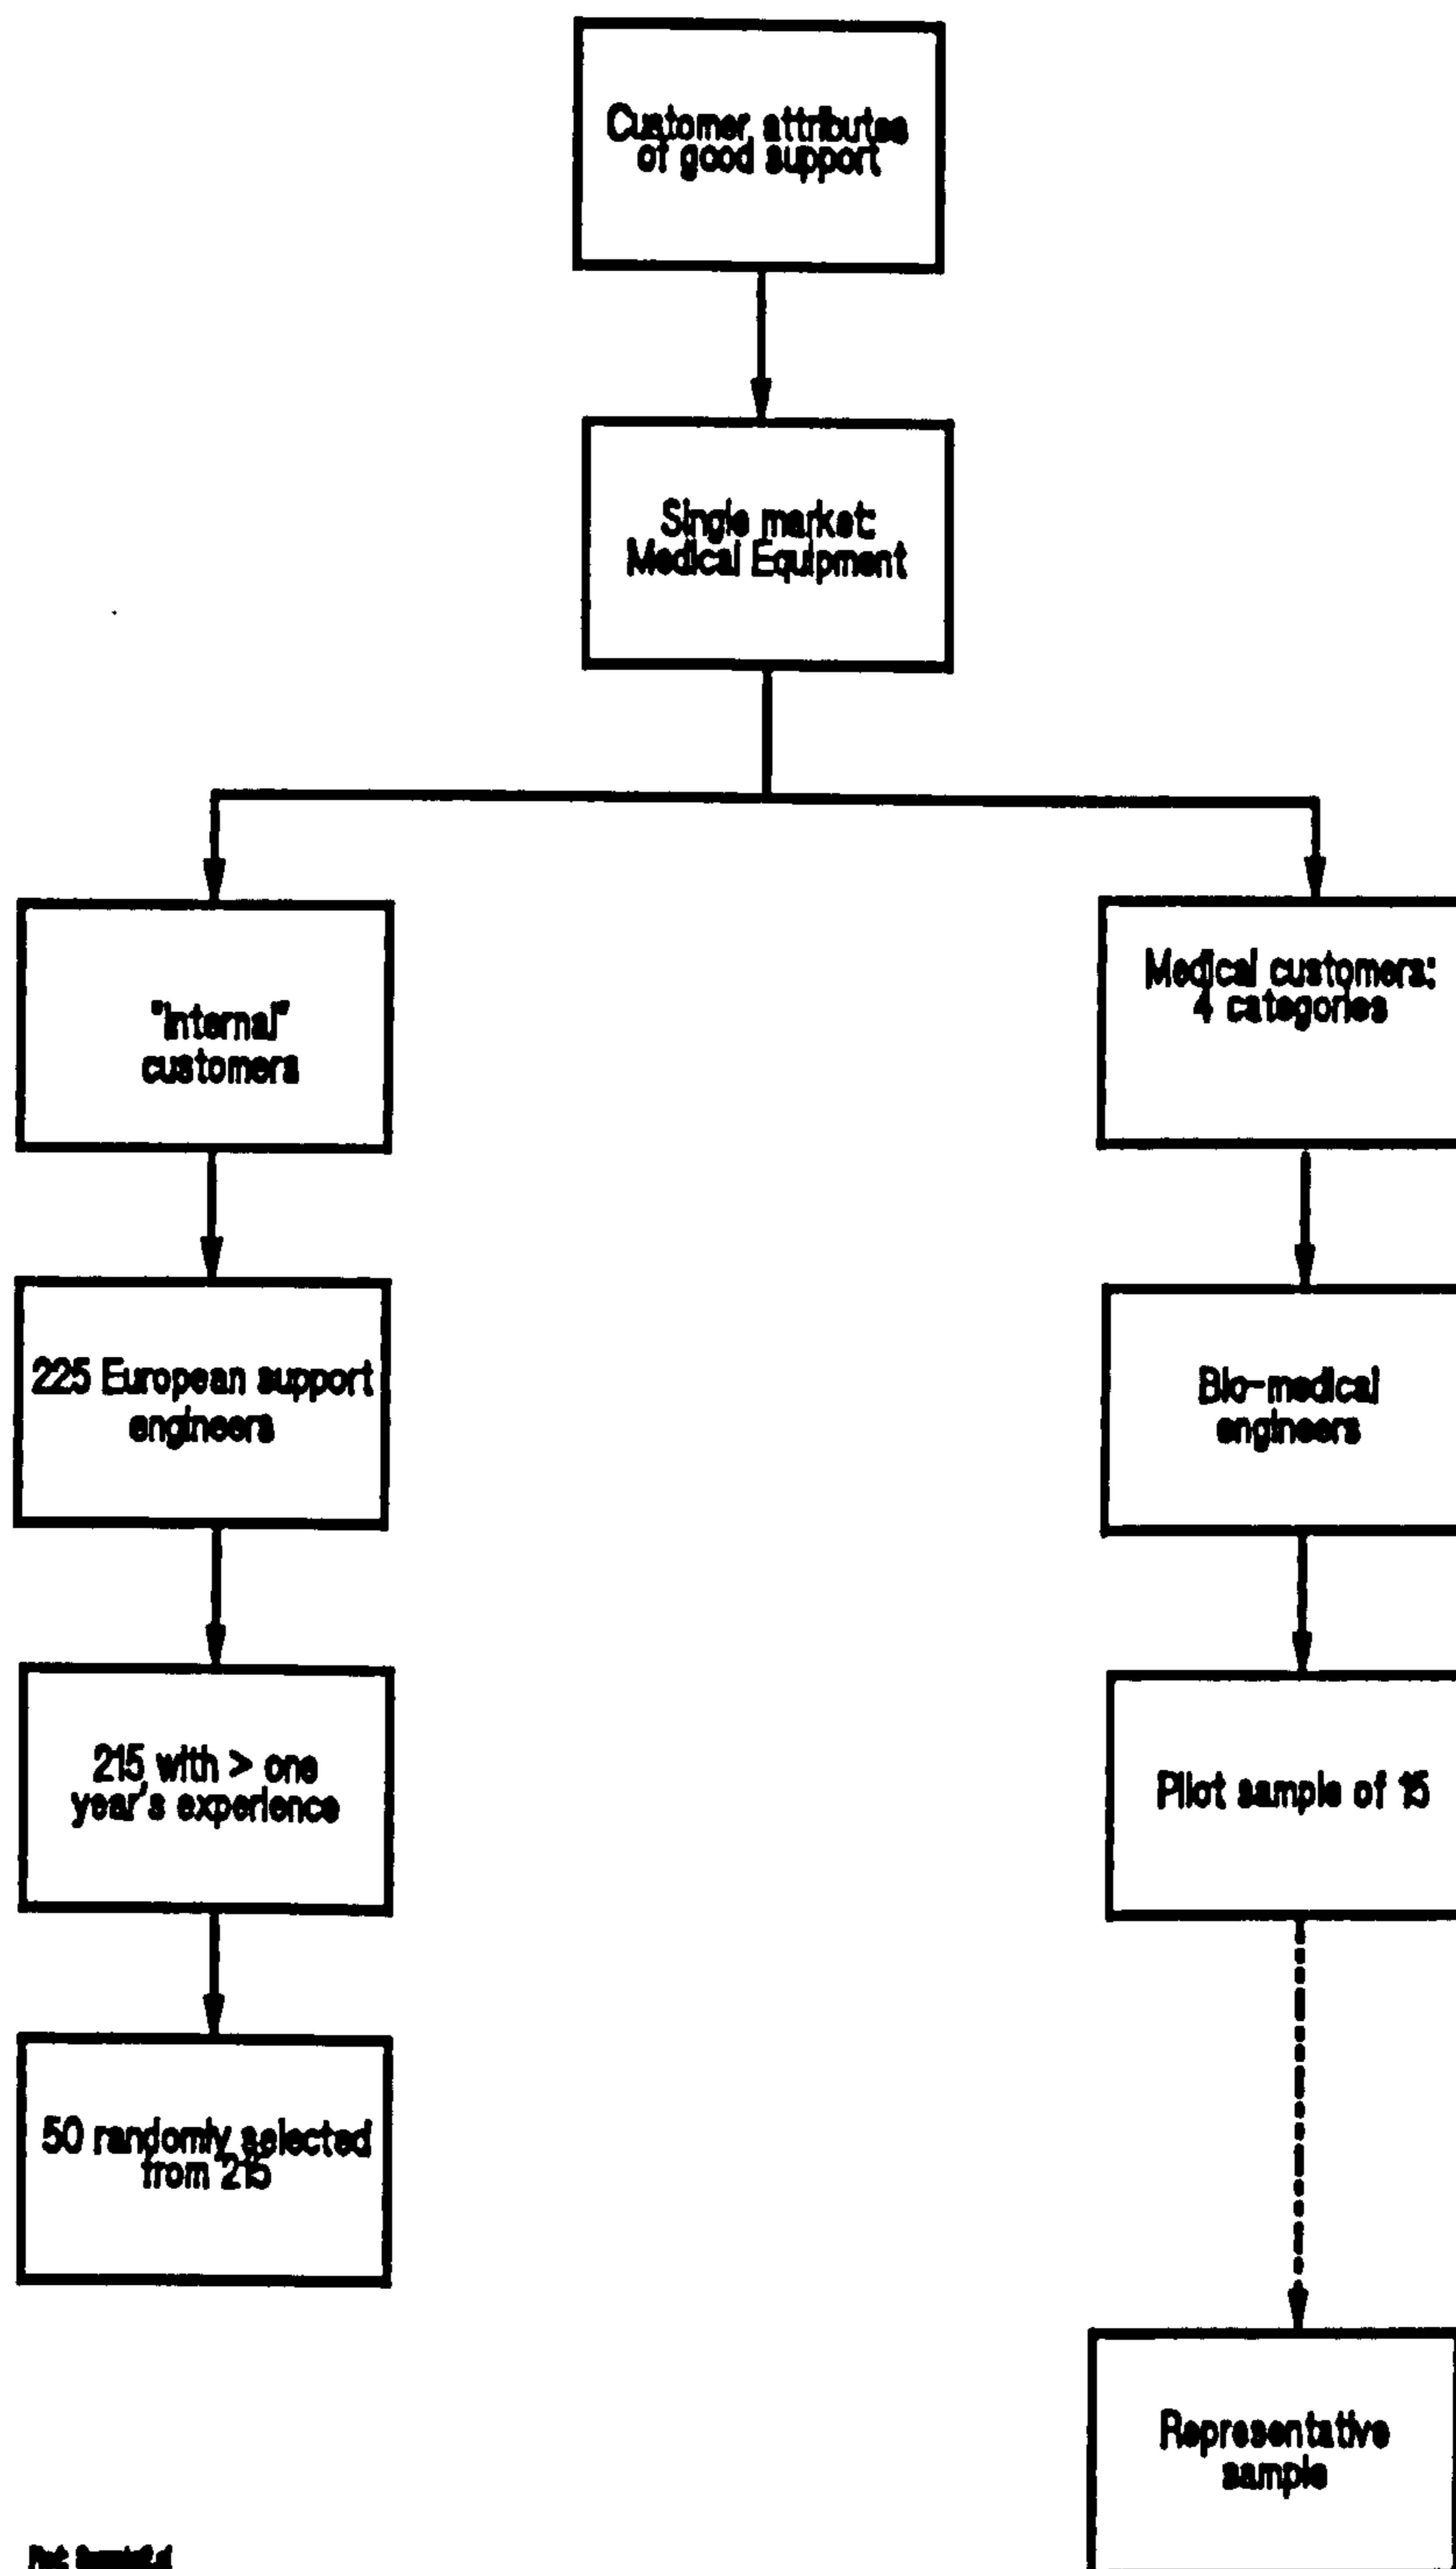 Customer attributes
of good support
Single market:
Medical Equipment
"Internal"
customers
Medical customers:
4 categories
225 European support
engineers
Bio-medical
engineers
215 with > one
year's experience
Pilot sample of 15
50 randomly selected
from 215
Representative
sample